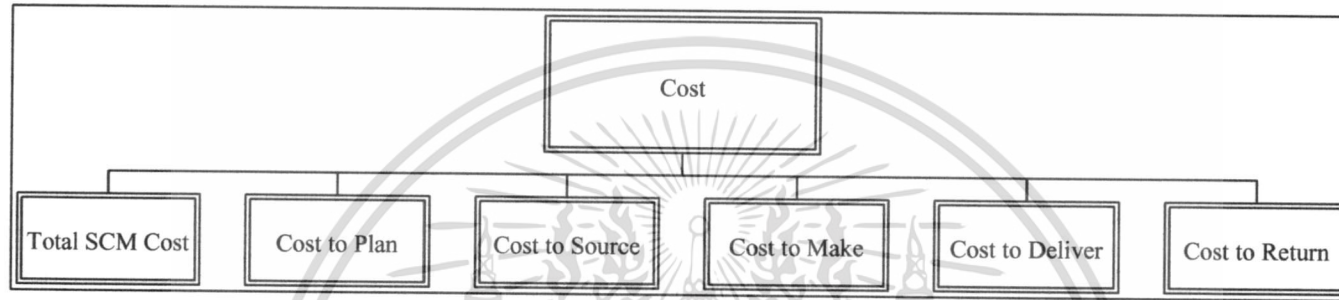 Cost
Total SCM Cost
Cost to Plan
Cost to Source
Cost to Make
Cost to Deliver
Cost to Return